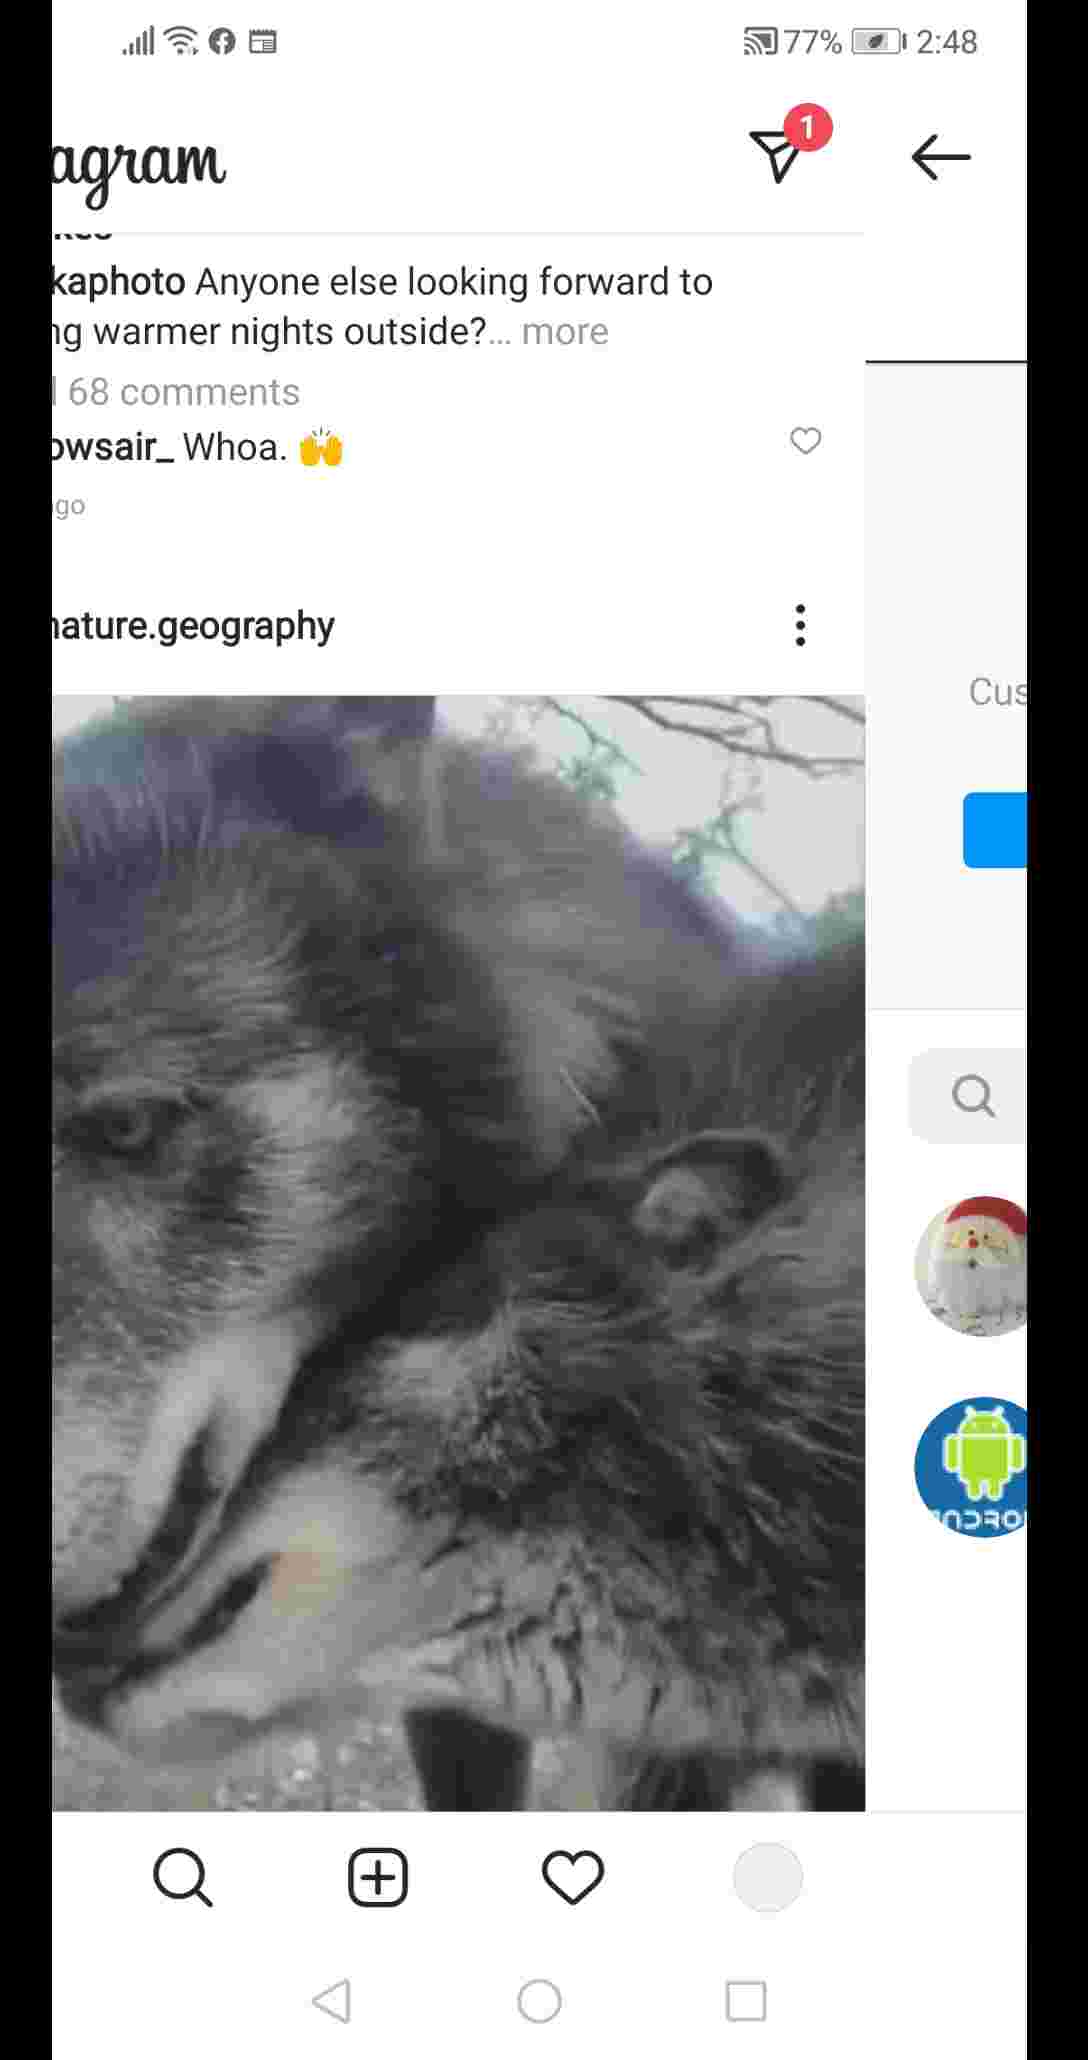 77% 2:48
agram
1
kaphoto Anyone else looking forward to
ng warmer nights outside?... more
68 comments
owsair_ Whoa. 🙌
go
nature.geography
Cus
ANDROI